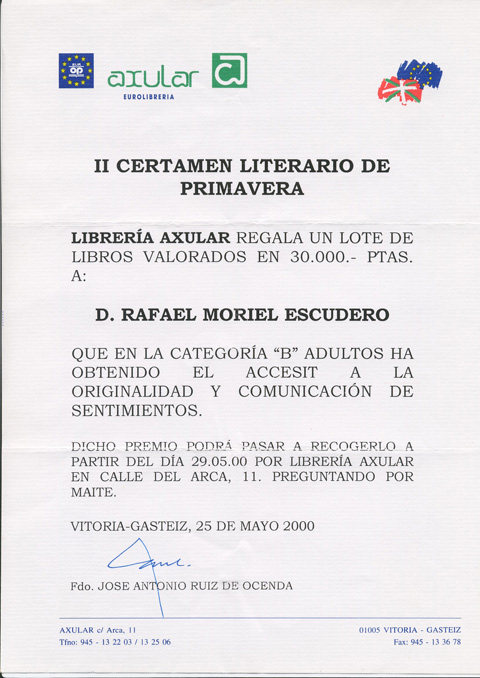 axular
EUROLIBRERIA
II CERTAMEN LITERARIO DE
PRIMAVERA
LIBRERÍA AXULAR REGALA UN LOTE DE
LIBROS VALORADOS EN 30.000.- PTAS.
A:
D. RAFAEL MORIEL ESCUDERO
QUE EN LA CATEGORÍA “B” ADULTOS HA
OBTENIDO EL ACCESIT A LA
ORIGINALIDAD Y COMUNICACIÓN DE
SENTIMIENTOS.
DICHO PREMIO PODRÁ PASAR A RECOGERLO A
PARTIR DEL DÍA 29.05.00 POR LIBRERÍA AXULAR
EN CALLE DEL ARCA, 11. PREGUNTANDO POR
MAITE.
VITORIA-GASTEIZ, 25 DE MAYO 2000
Fdo. JOSE ANTONIO RUIZ DE OCENDA
AXULAR c/ Arca, 11 01005 VITORIA - GASTEIZ
Tfno: 945 - 13 22 03 / 13 25 06 Fax: 945 - 13 36 78